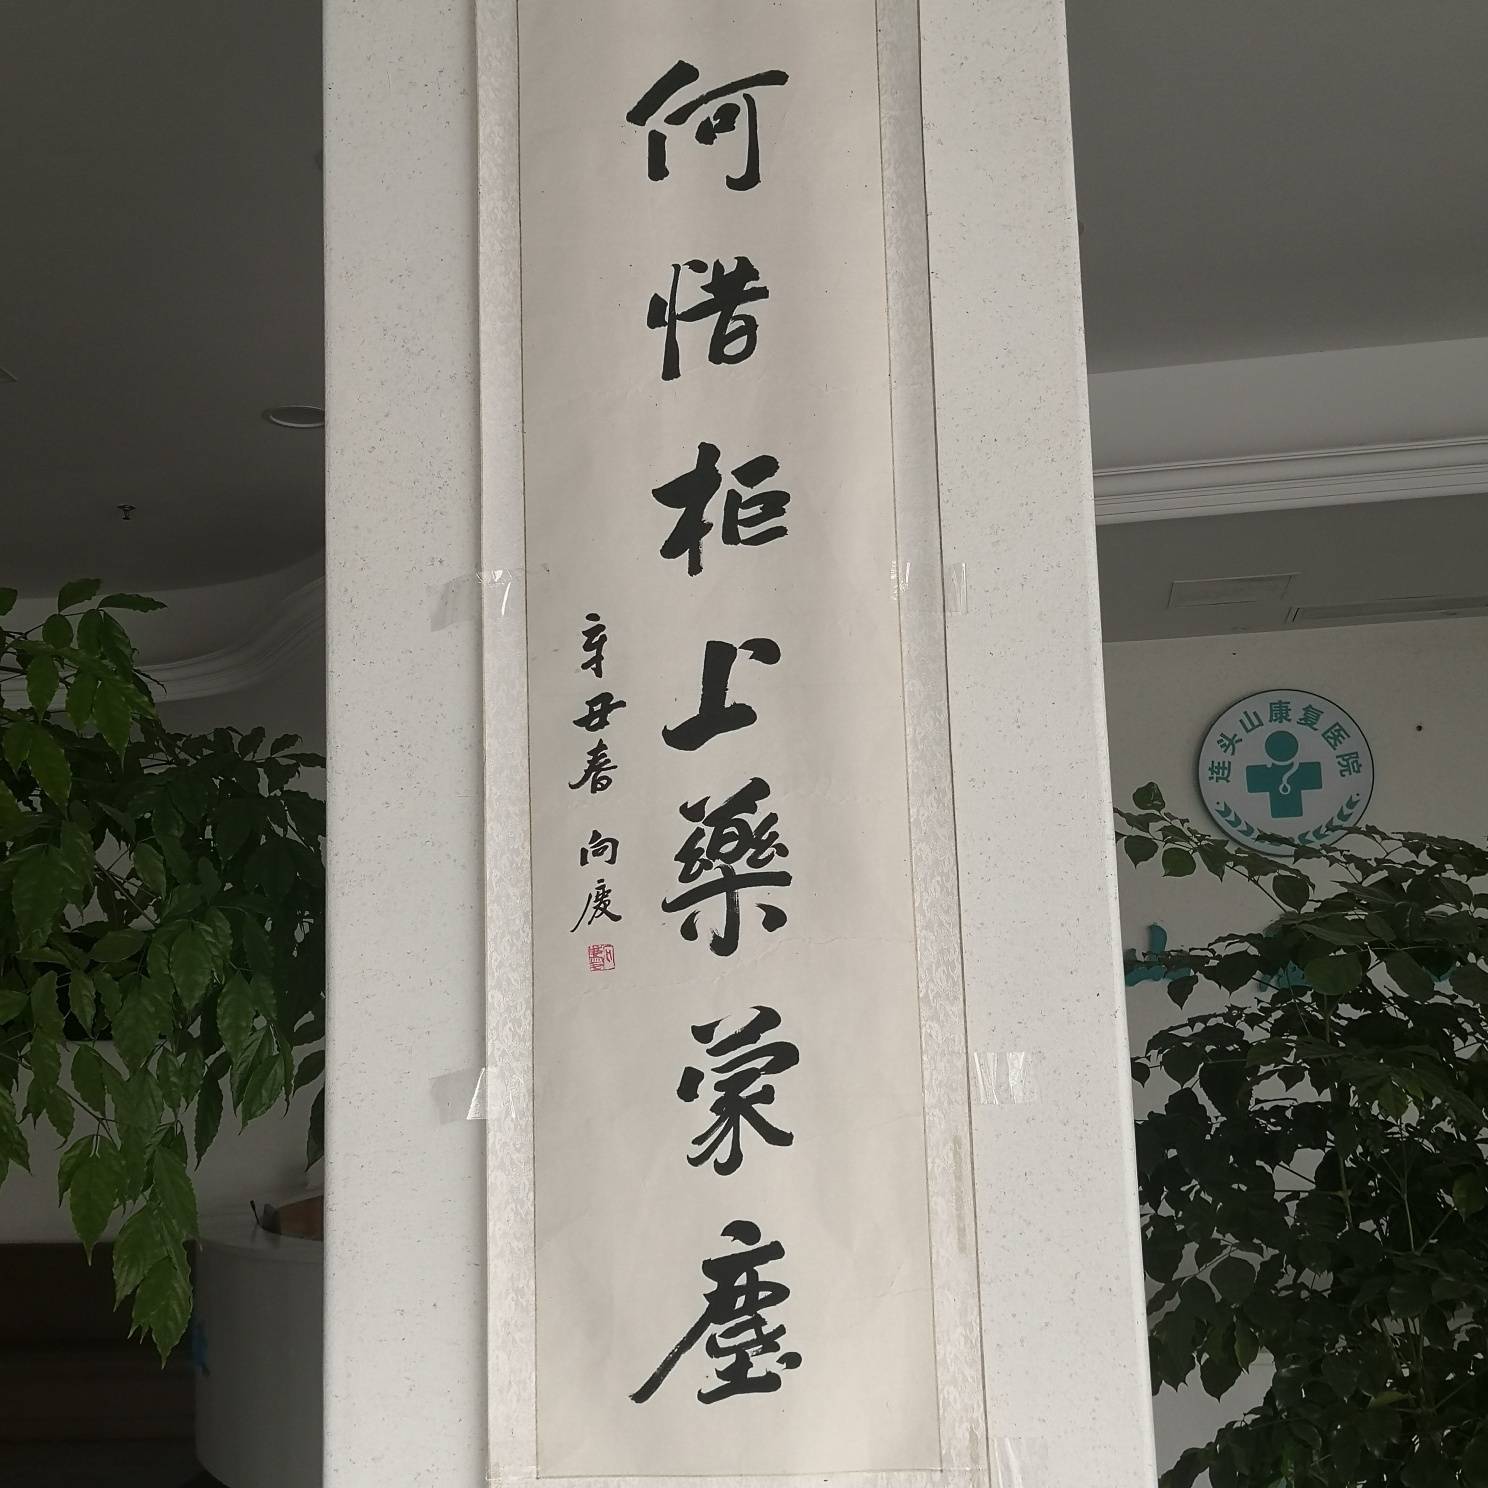 何惜柜上藥蒙塵
辛丑春 向慶
连头山康复医院